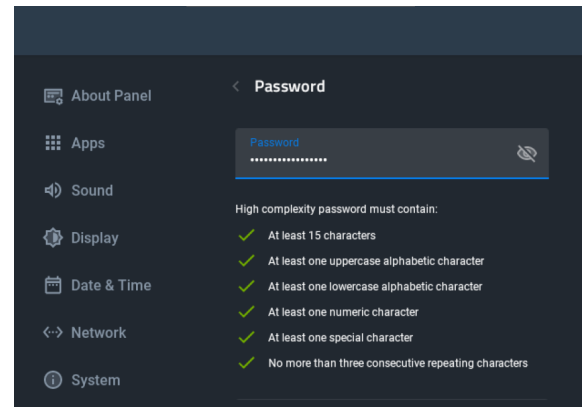 Password
About Panel
Apps
Sound
Display
Date & Time
Network
System
Password
•••••••••••••••••
High complexity password must contain:
At least 15 characters
At least one uppercase alphabetic character
At least one lowercase alphabetic character
At least one numeric character
At least one special character
No more than three consecutive repeating characters